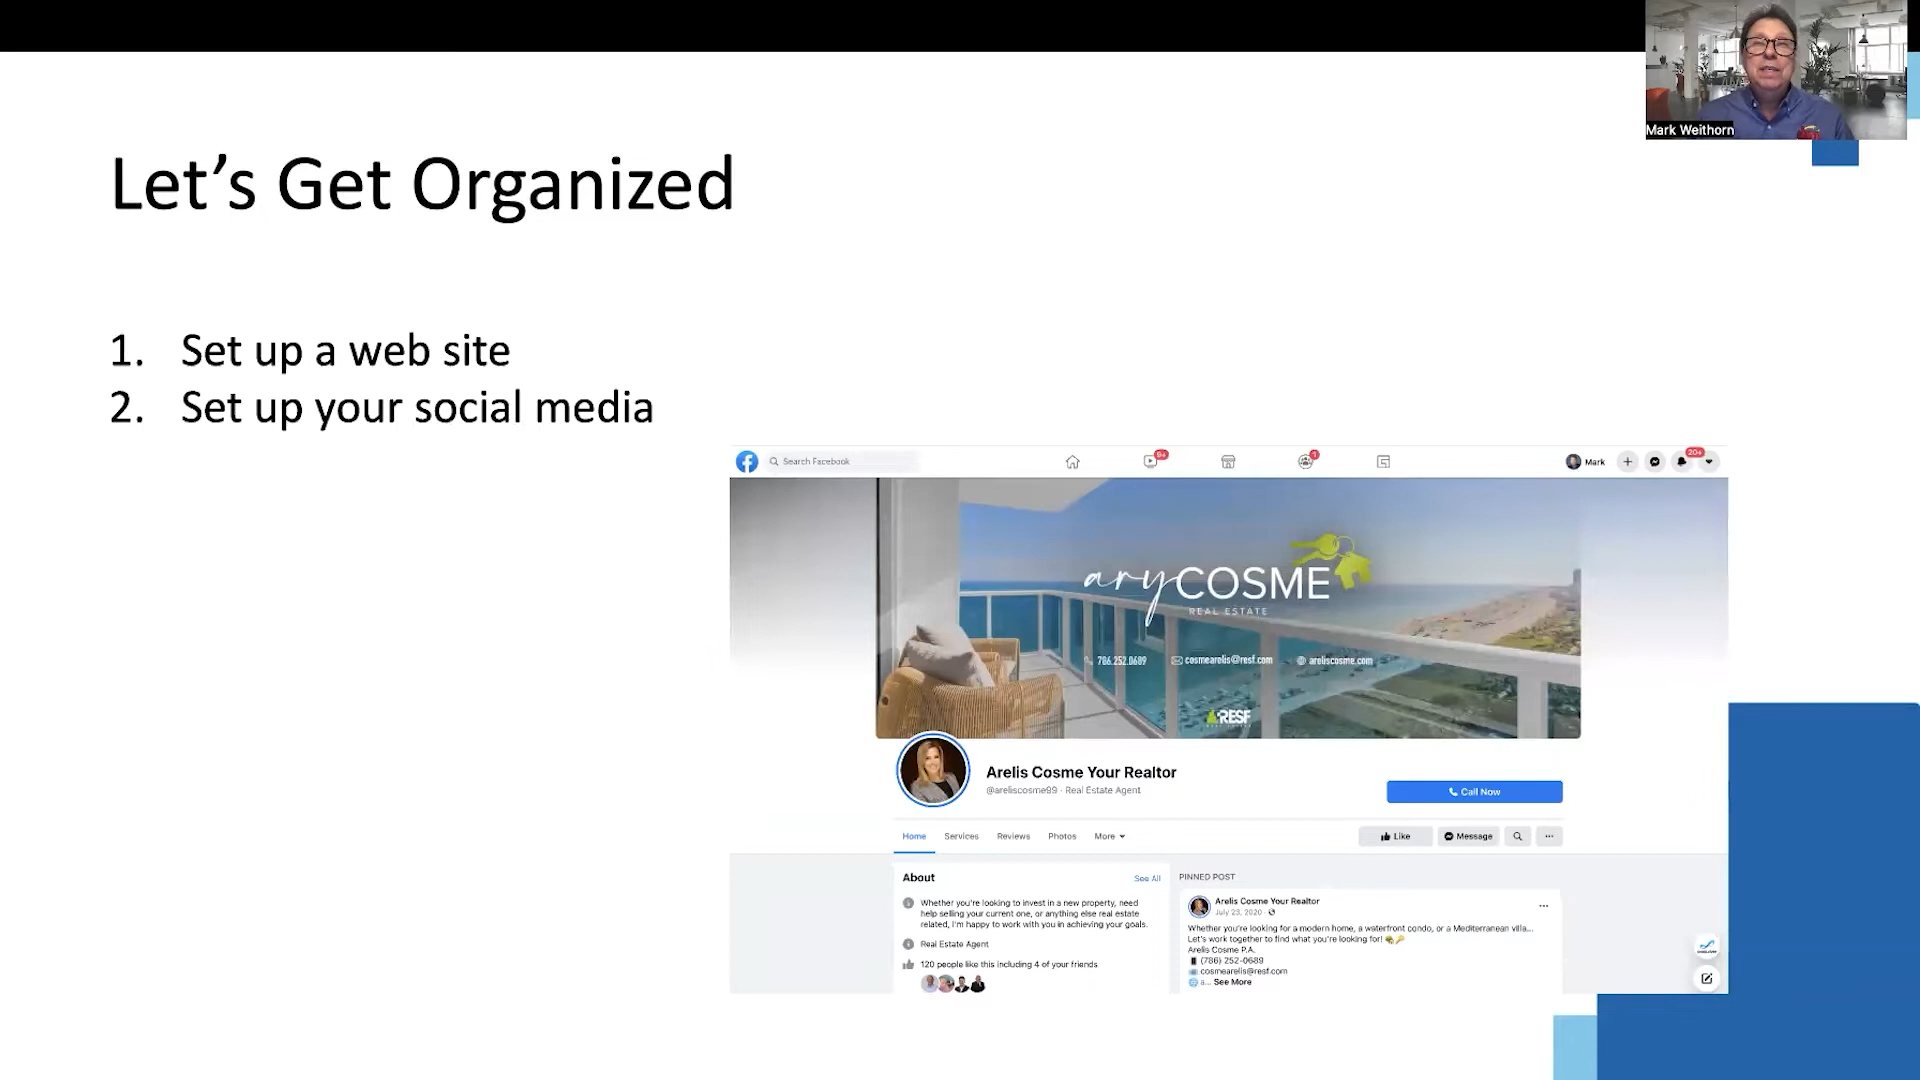 Mark Weithorn
Let's Get Organized
1. Set up a web site
2. Set up your social media
Search Facebook
9+
1
Mark
20+
aryCOSME
REAL ESTATE
786.252.0689
cosmearelis@resf.com
areliscosme.com
RESF
Arelis Cosme Your Realtor
@areliscosme99 · Real Estate Agent
Call Now
Home
Services
Reviews
Photos
More
Like
Message
...
About
See All
Whether you're looking to invest in a new property, need
help selling your current one, or anything else real estate
related, I'm happy to work with you in achieving your goals.
Real Estate Agent
120 people like this including 4 of your friends
PINNED POST
Arelis Cosme Your Realtor
...
July 23, 2020 ·
Whether you're looking for a modern home, a waterfront condo, or a Mediterranean villa...
Let's work together to find what you're looking for!
Arelis Cosme P.A.
(786) 252-0689
cosmearelis@resf.com
a... See More